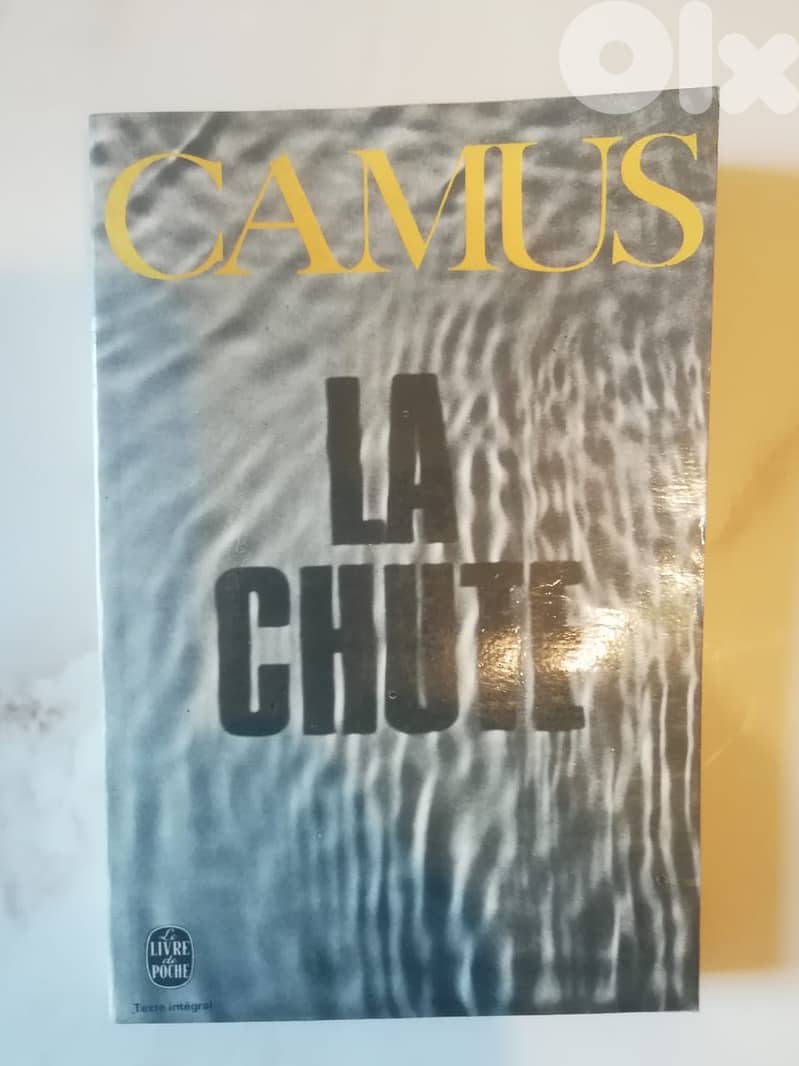 olx
CAMUS
LA
CHUTE
Le
LIVRE
de
POCHE
Texte intégral